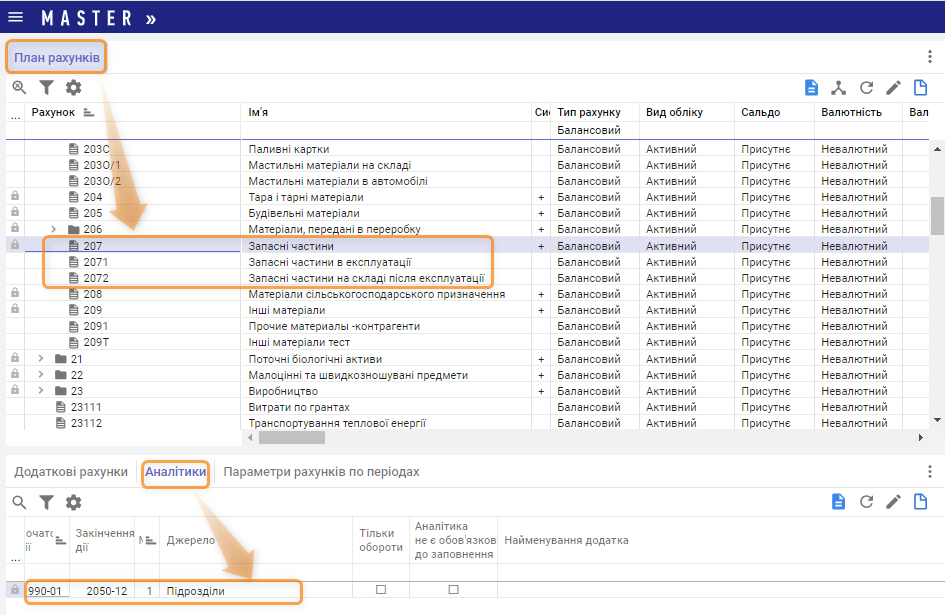 MASTER »
План рахунків
... Рахунок Ім'я Сис Тип рахунку Вид обліку Сальдо Валютність Вал
Балансовий
203С Паливні картки Балансовий Активний Присутнє Невалютний
203О/1 Мастильні матеріали на складі Балансовий Активний Присутнє Невалютний
203О/2 Мастильні матеріали в автомобілі Балансовий Активний Присутнє Невалютний
204 Тара і тарні матеріали + Балансовий Активний Присутнє Невалютний
205 Будівельні матеріали + Балансовий Активний Присутнє Невалютний
206 Матеріали, передані в переробку + Балансовий Активний Присутнє Невалютний
207 Запасні частини + Балансовий Активний Присутнє Невалютний
2071 Запасні частини в експлуатації Балансовий Активний Присутнє Невалютний
2072 Запасні частини на складі після експлуатації Балансовий Активний Присутнє Невалютний
208 Матеріали сільськогосподарського призначення + Балансовий Активний Присутнє Невалютний
209 Інші матеріали + Балансовий Активний Присутнє Невалютний
2091 Прочие материалы -контрагенти Балансовий Активний Присутнє Невалютний
209Т Інші матеріали тест Балансовий Активний Присутнє Невалютний
21 Поточні біологічні активи + Балансовий Активний Присутнє Невалютний
22 Малоцінні та швидкозношувані предмети + Балансовий Активний Присутнє Невалютний
23 Виробництво + Балансовий Активний Присутнє Невалютний
23111 Витрати по грантах Балансовий Активний Присутнє Невалютний
23112 Транспортування теплової енергії Балансовий Активний Присутнє Невалютний
Додаткові рахунки Аналітики Параметри рахунків по періодах
... очато
ії
Закінчення
дії
Джерело
Тільки
обороти
Аналітика
не є обов'язков
до заповнення
Найменування додатка
990-01 2050-12 1 Підрозділи